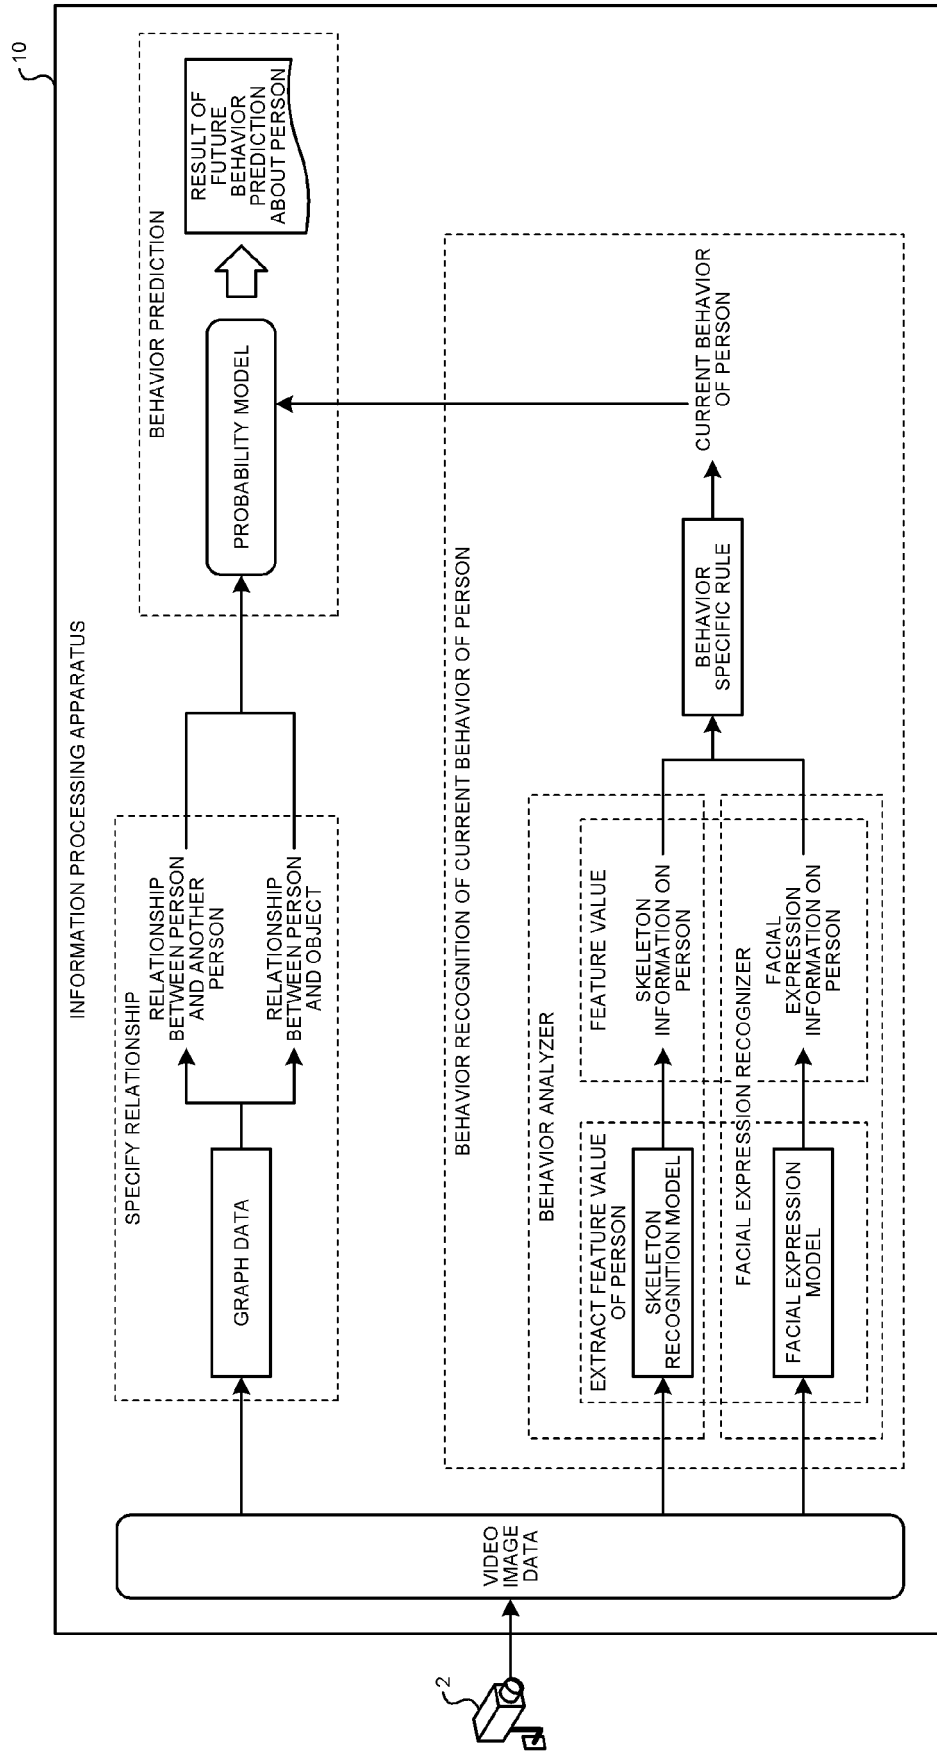 10
INFORMATION PROCESSING APPARATUS
2
VIDEO
IMAGE
DATA
SPECIFY RELATIONSHIP
GRAPH DATA
RELATIONSHIP
BETWEEN PERSON
AND ANOTHER
PERSON
RELATIONSHIP
BETWEEN PERSON
AND OBJECT
BEHAVIOR PREDICTION
PROBABILITY MODEL
RESULT OF
FUTURE
BEHAVIOR
PREDICTION
ABOUT PERSON
BEHAVIOR RECOGNITION OF CURRENT BEHAVIOR OF PERSON
BEHAVIOR ANALYZER
EXTRACT FEATURE VALUE
OF PERSON
SKELETON
RECOGNITION MODEL
FEATURE VALUE
SKELETON
INFORMATION ON
PERSON
FACIAL EXPRESSION RECOGNIZER
FACIAL EXPRESSION
MODEL
FACIAL
EXPRESSION
INFORMATION ON
PERSON
BEHAVIOR
SPECIFIC RULE
CURRENT BEHAVIOR
OF PERSON